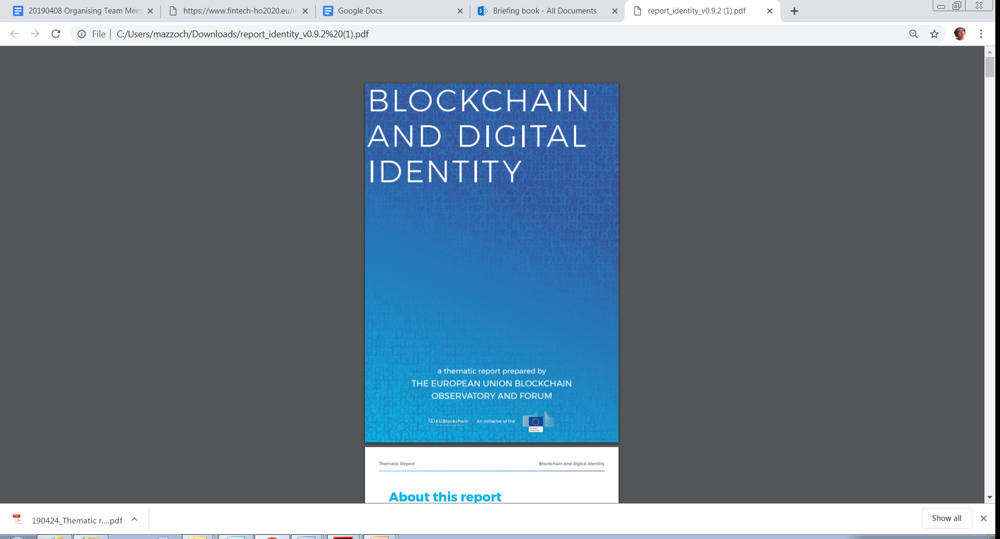 20190408 Organising Team Meet
https://www.fintech-ho2020.eu/i
Google Docs
Briefing book - All Documents
report_identity_v0.9.2 (1).pdf
File
C:/Users/mazzoch/Downloads/report_identity_v0.9.2%20(1).pdf
BLOCKCHAIN
AND DIGITAL
IDENTITY
a thematic report prepared by
THE EUROPEAN UNION BLOCKCHAIN
OBSERVATORY AND FORUM
EUBlockchain
An initiative of the
European
Commission
Thematic Report
Blockchain and digital identity
About this report
190424_Thematic r....pdf
Show all